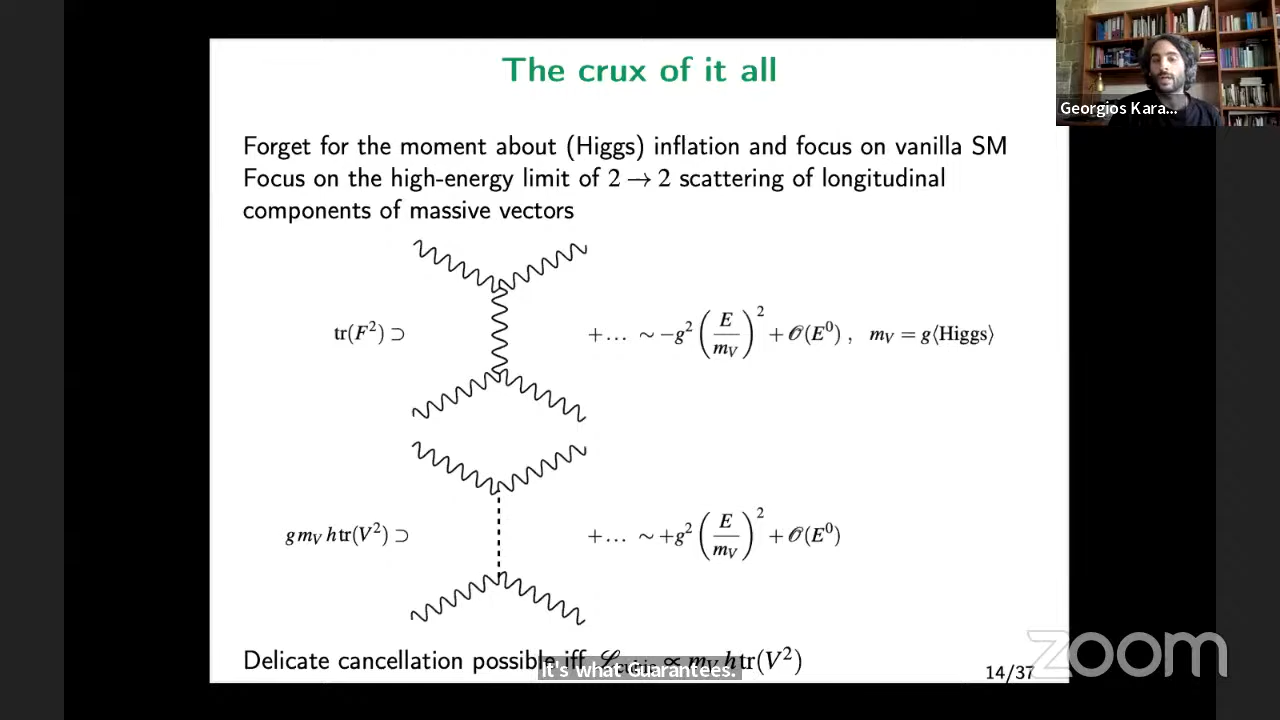 The crux of it all
Georgios Kara...
Forget for the moment about (Higgs) inflation and focus on vanilla SM
Focus on the high-energy limit of 2 → 2 scattering of longitudinal
components of massive vectors
tr(F²) ⊃ + … ∼ −g² (E/m_V)² + 𝒪(E⁰) , m_V = g⟨Higgs⟩
g m_V h tr(V²) ⊃ + … ∼ +g² (E/m_V)² + 𝒪(E⁰)
Delicate cancellation possible iff ℒ ∝ m_V h tr(V²)
It's what Guarantees.
14/37
zoom